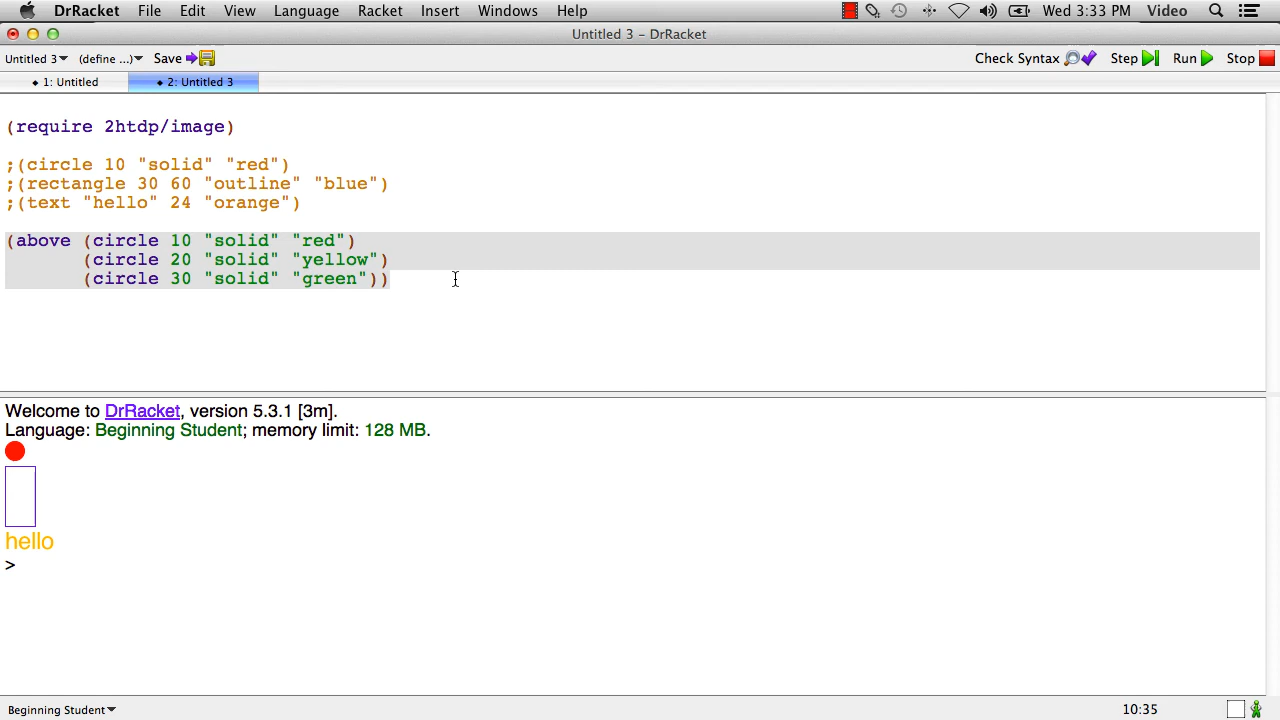 DrRacket File Edit View Language Racket Insert Windows Help Wed 3:33 PM Video
Untitled 3 – DrRacket
Untitled 3 (define ...) Save Check Syntax Step Run Stop
1: Untitled 2: Untitled 3
(require 2htdp/image)
;(circle 10 "solid" "red")
;(rectangle 30 60 "outline" "blue")
;(text "hello" 24 "orange")
(above (circle 10 "solid" "red")
(circle 20 "solid" "yellow")
(circle 30 "solid" "green"))
Welcome to DrRacket, version 5.3.1 [3m].
Language: Beginning Student; memory limit: 128 MB.
hello
>
Beginning Student 10:35